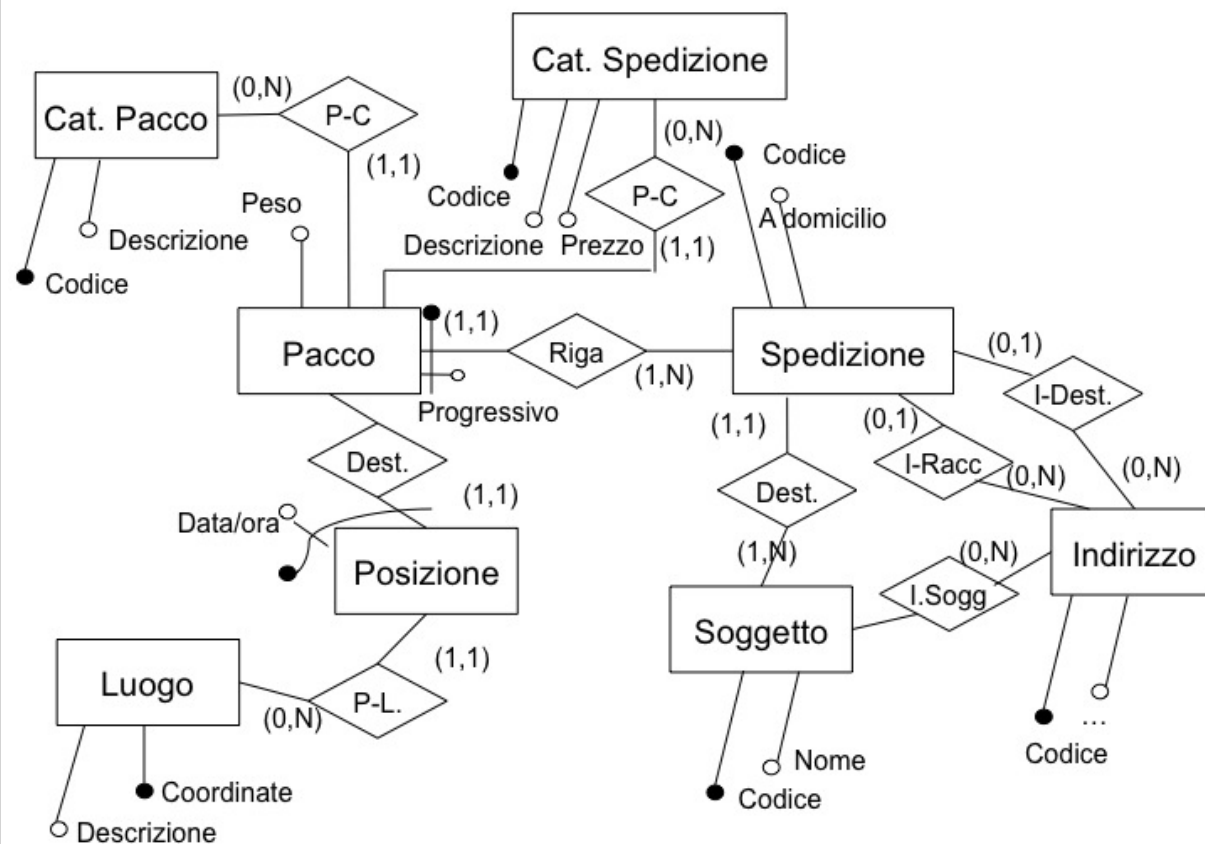 Cat. Spedizione
(0,N)
Cat. Pacco
P-C
(0,N)
Codice
(1,1)
P-C
Codice
Peso
A domicilio
Descrizione
Descrizione
Prezzo
(1,1)
Codice
(1,1)
Pacco
Riga
Spedizione
(0,1)
(1,N)
I-Dest.
Progressivo
(1,1)
(0,1)
Dest.
I-Racc
(0,N)
(0,N)
Dest.
(1,1)
Data/ora
(1,N)
(0,N)
Indirizzo
Posizione
I.Sogg
Soggetto
(1,1)
Luogo
P-L.
(0,N)
...
Codice
Nome
Coordinate
Codice
Descrizione